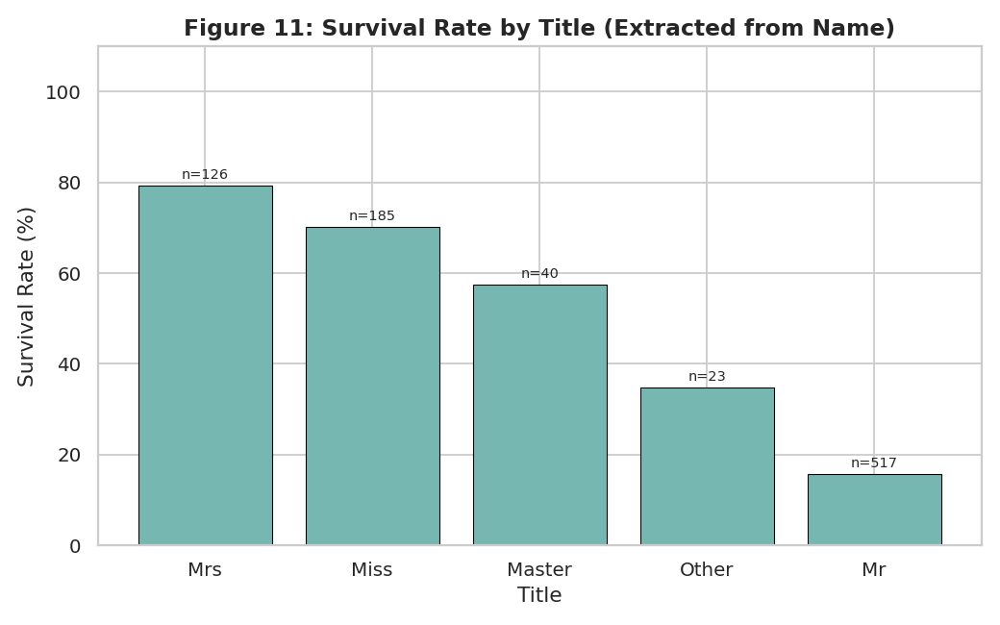 Figure 11: Survival Rate by Title (Extracted from Name)
Survival Rate (%)
100
80
60
40
20
0
n=126
n=185
n=40
n=23
n=517
Mrs
Miss
Master
Other
Mr
Title